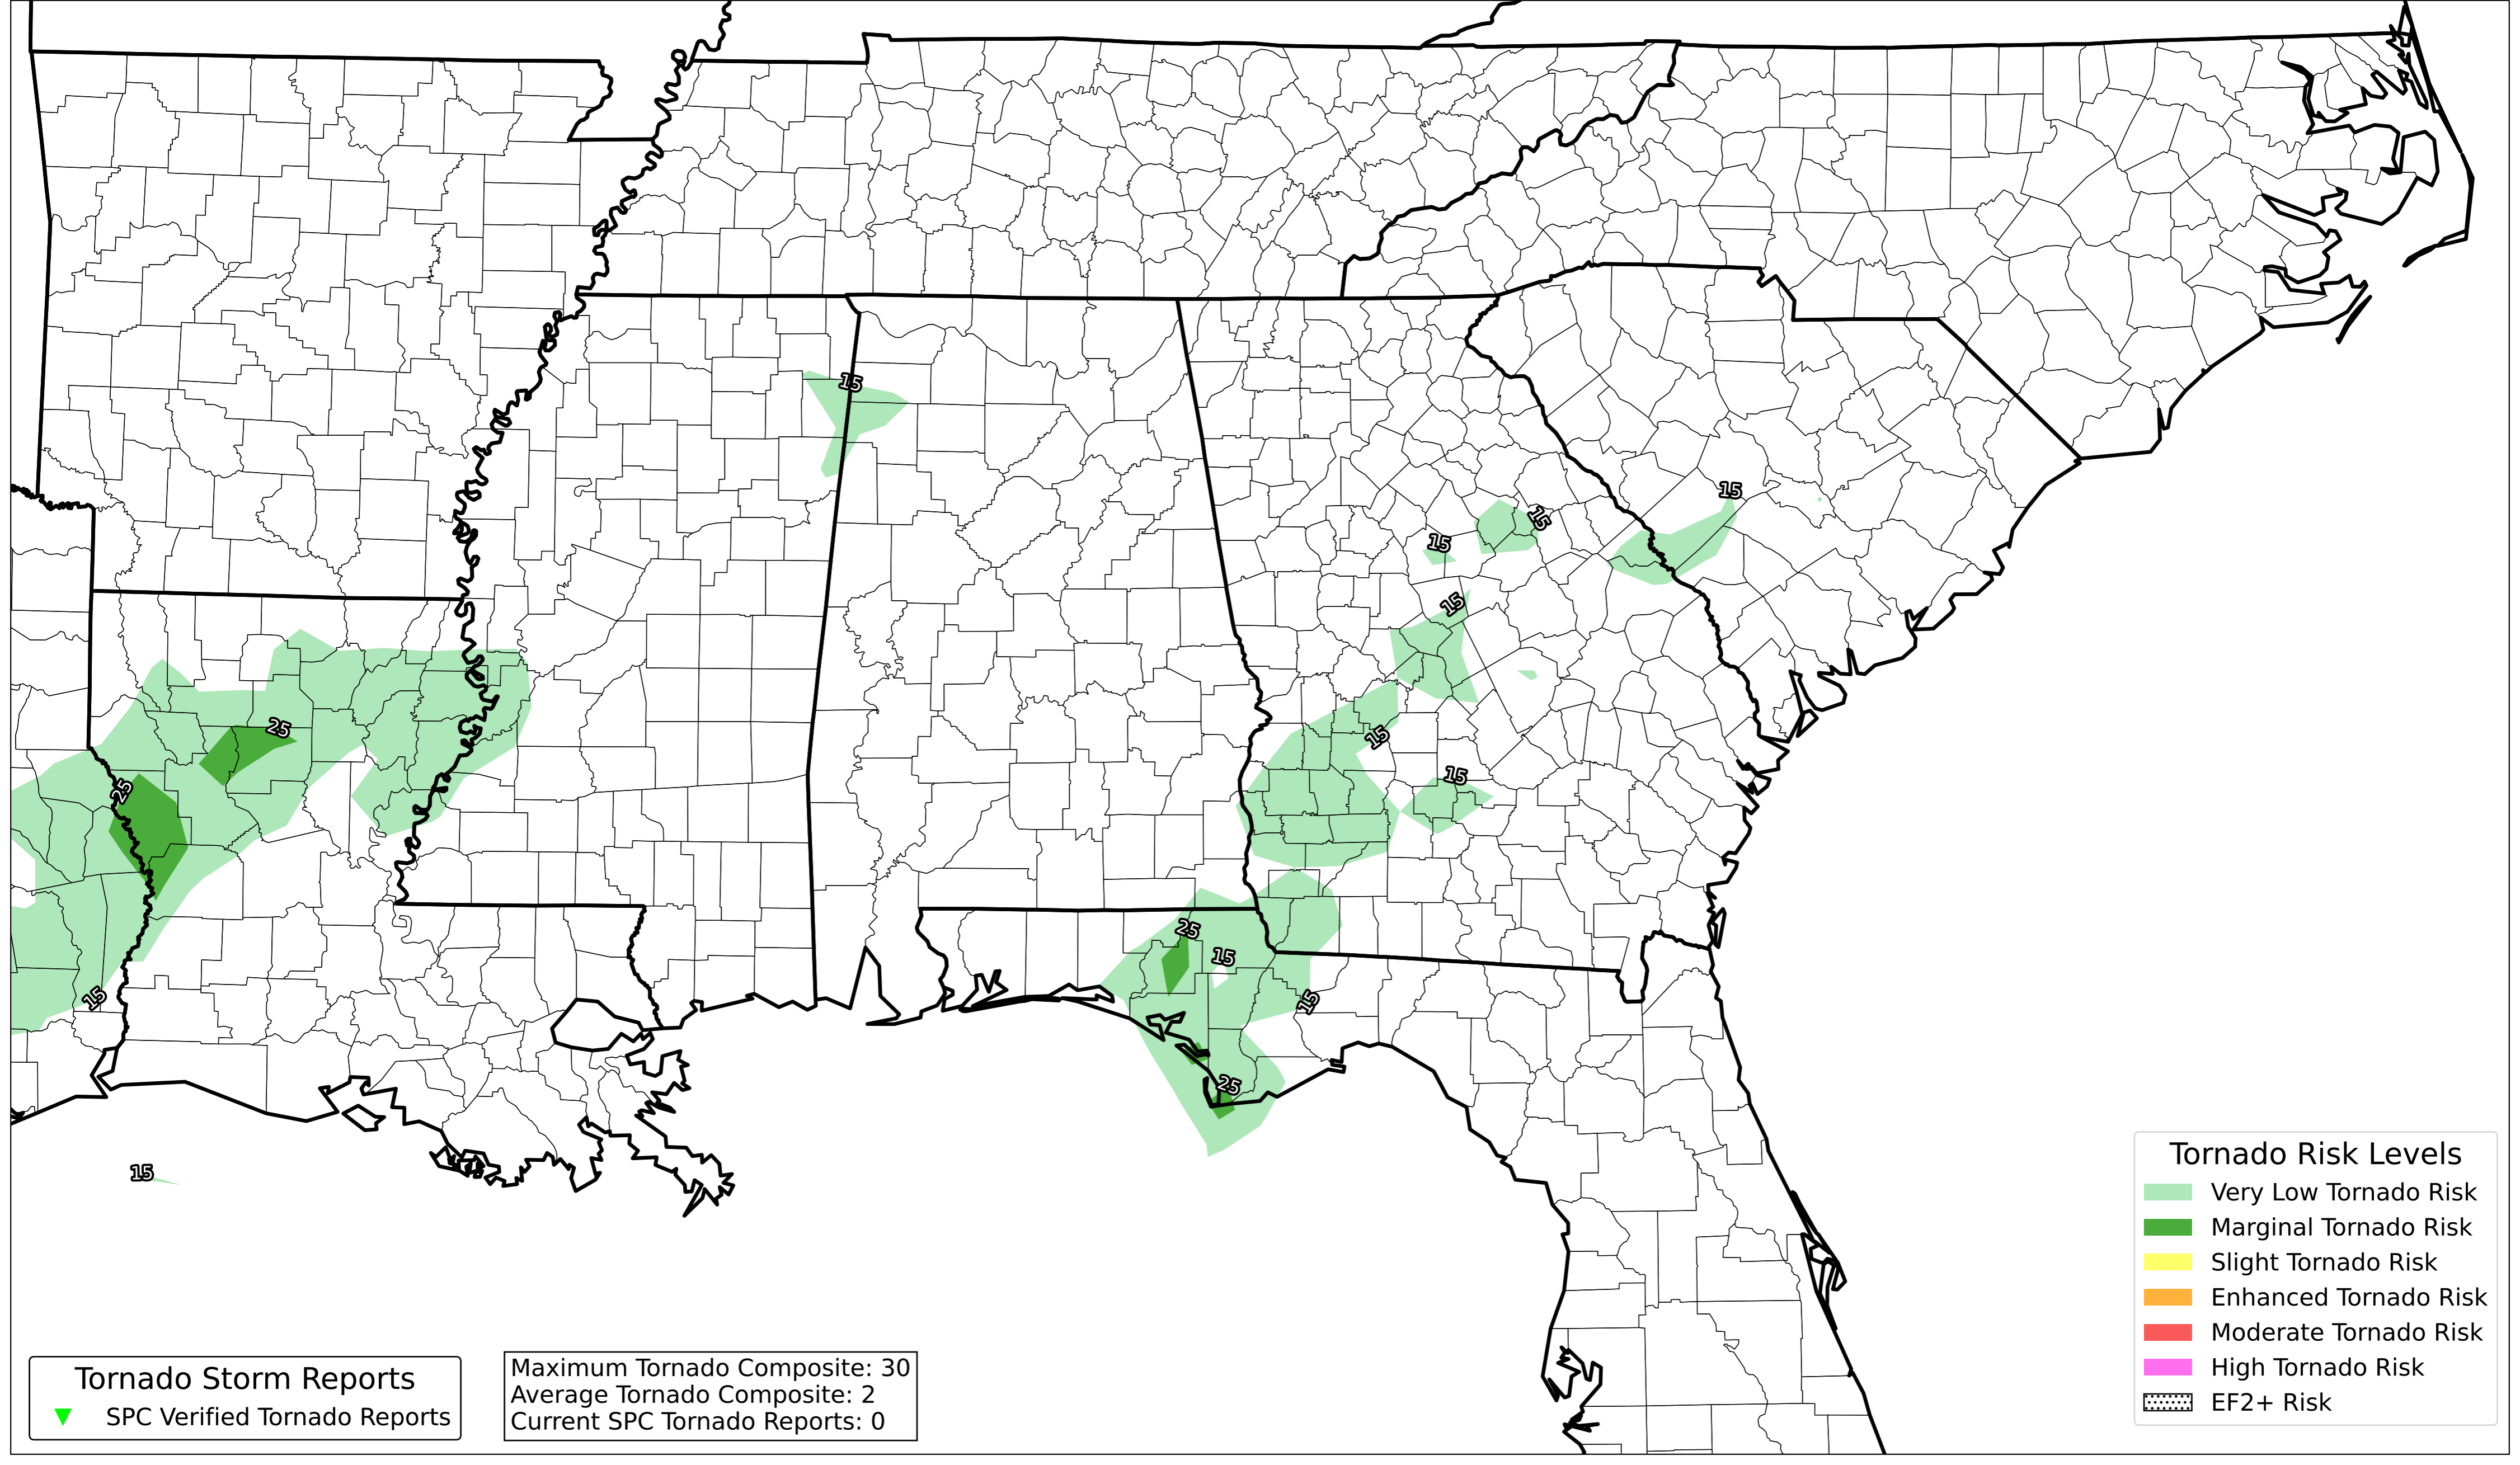 15
15
15
15
15
25
15
25
15
25
15
15
15
25
15
Tornado Risk Levels
Very Low Tornado Risk
Marginal Tornado Risk
Slight Tornado Risk
Enhanced Tornado Risk
Moderate Tornado Risk
High Tornado Risk
EF2+ Risk
Tornado Storm Reports
SPC Verified Tornado Reports
Maximum Tornado Composite: 30
Average Tornado Composite: 2
Current SPC Tornado Reports: 0